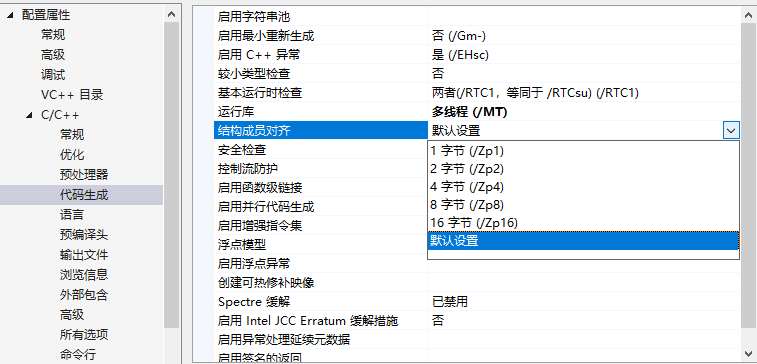 配置属性
常规
高级
调试
VC++ 目录
C/C++
常规
优化
预处理器
代码生成
语言
预编译头
输出文件
浏览信息
外部包含
高级
所有选项
命令行
启用字符串池
启用最小重新生成 否 (/Gm-)
启用 C++ 异常 是 (/EHsc)
较小类型检查 否
基本运行时检查 两者(/RTC1，等同于 /RTCsu) (/RTC1)
运行库 多线程 (/MT)
结构成员对齐 默认设置
安全检查
控制流防护
启用函数级链接
启用并行代码生成
启用增强指令集
浮点模型
启用浮点异常
创建可热修补映像
Spectre 缓解 已禁用
启用 Intel JCC Erratum 缓解措施 否
启用异常处理延续元数据
启用签名的返回
1 字节 (/Zp1)
2 字节 (/Zp2)
4 字节 (/Zp4)
8 字节 (/Zp8)
16 字节 (/Zp16)
默认设置